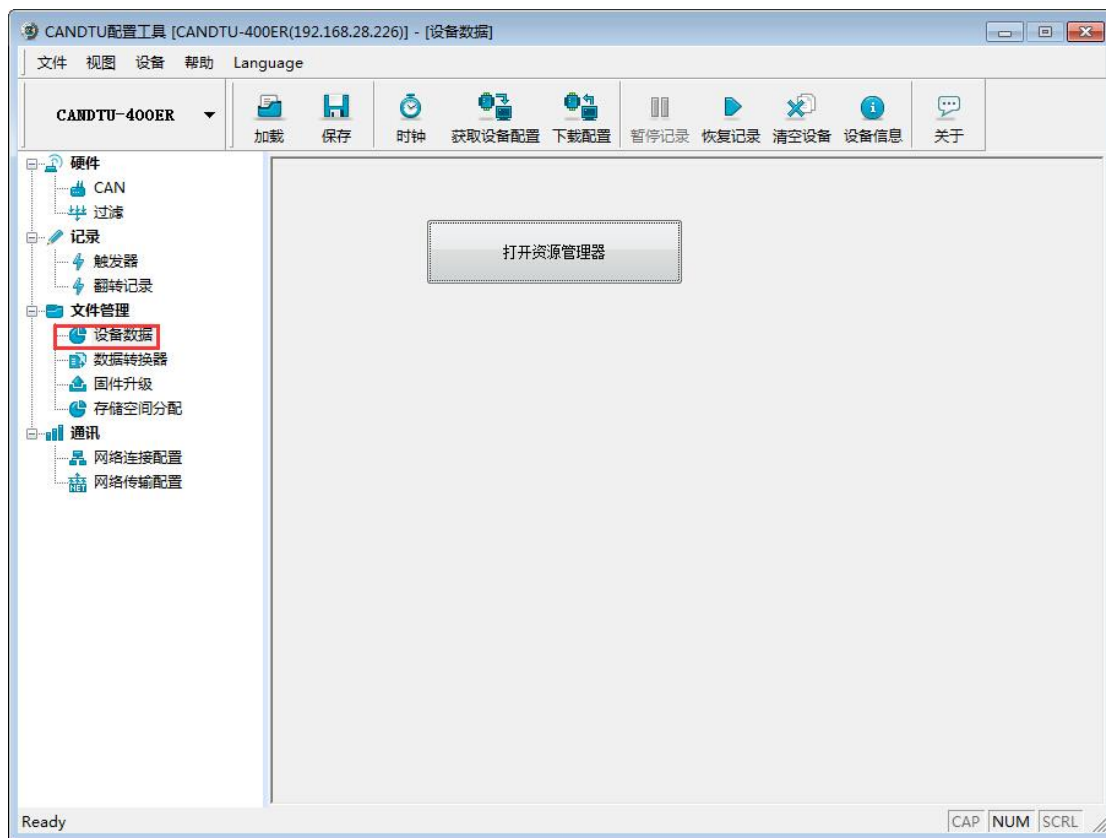 CANDTU配置工具 [CANDTU-400ER(192.168.28.226)] - [设备数据]
文件 视图 设备 帮助 Language
CANDTU-400ER 加载 保存 时钟 获取设备配置 下载配置 暂停记录 恢复记录 清空设备 设备信息 关于
硬件
CAN
过滤
记录
触发器
翻转记录
文件管理
设备数据
数据转换器
固件升级
存储空间分配
通讯
网络连接配置
NET 网络传输配置
打开资源管理器
Ready CAP NUM SCRL